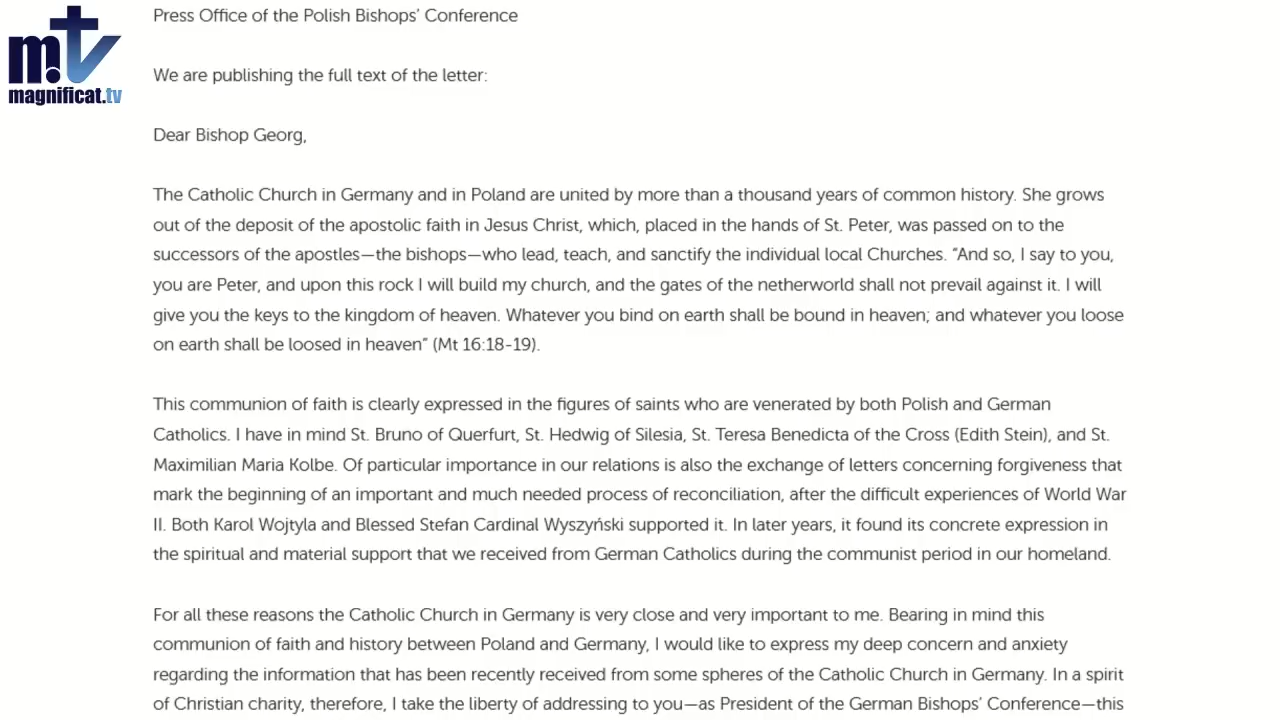 mtv
magnificat.tv
Press Office of the Polish Bishops’ Conference
We are publishing the full text of the letter:
Dear Bishop Georg,
The Catholic Church in Germany and in Poland are united by more than a thousand years of common history. She grows
out of the deposit of the apostolic faith in Jesus Christ, which, placed in the hands of St. Peter, was passed on to the
successors of the apostles—the bishops—who lead, teach, and sanctify the individual local Churches. “And so, I say to you,
you are Peter, and upon this rock I will build my church, and the gates of the netherworld shall not prevail against it. I will
give you the keys to the kingdom of heaven. Whatever you bind on earth shall be bound in heaven; and whatever you loose
on earth shall be loosed in heaven” (Mt 16:18-19).
This communion of faith is clearly expressed in the figures of saints who are venerated by both Polish and German
Catholics. I have in mind St. Bruno of Querfurt, St. Hedwig of Silesia, St. Teresa Benedicta of the Cross (Edith Stein), and St.
Maximilian Maria Kolbe. Of particular importance in our relations is also the exchange of letters concerning forgiveness that
mark the beginning of an important and much needed process of reconciliation, after the difficult experiences of World War
II. Both Karol Wojtyla and Blessed Stefan Cardinal Wyszyński supported it. In later years, it found its concrete expression in
the spiritual and material support that we received from German Catholics during the communist period in our homeland.
For all these reasons the Catholic Church in Germany is very close and very important to me. Bearing in mind this
communion of faith and history between Poland and Germany, I would like to express my deep concern and anxiety
regarding the information that has been recently received from some spheres of the Catholic Church in Germany. In a spirit
of Christian charity, therefore, I take the liberty of addressing to you—as President of the German Bishops’ Conference—this